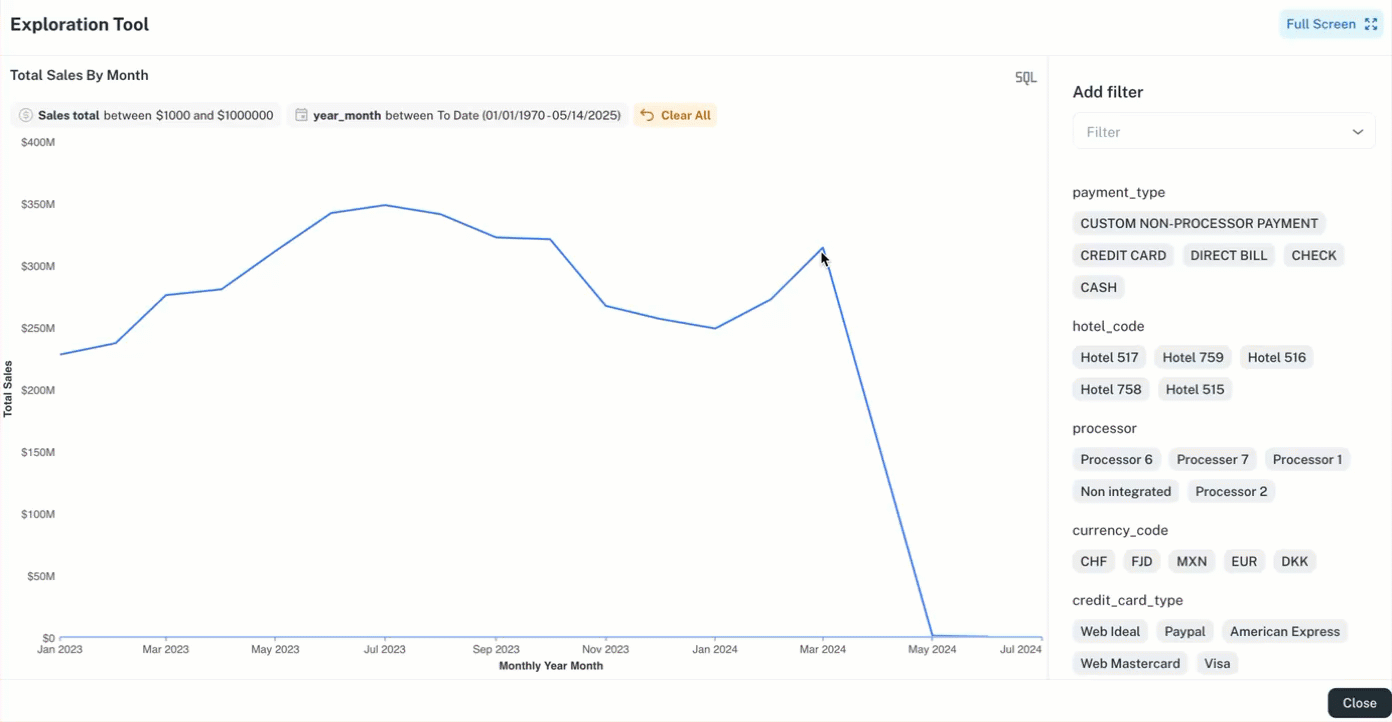 Exploration Tool
Full Screen
Total Sales By Month
SQL
Sales total between $1000 and $1000000
year_month between To Date (01/01/1970 - 05/14/2025)
Clear All
$400M
$350M
$300M
$250M
$200M
$150M
$100M
$50M
$0
Total Sales
Jan 2023
Mar 2023
May 2023
Jul 2023
Sep 2023
Nov 2023
Jan 2024
Mar 2024
May 2024
Jul 2024
Monthly Year Month
Add filter
Filter
payment_type
CUSTOM NON-PROCESSOR PAYMENT
CREDIT CARD
DIRECT BILL
CHECK
CASH
hotel_code
Hotel 517
Hotel 759
Hotel 516
Hotel 758
Hotel 515
processor
Processor 6
Processer 7
Processor 1
Non integrated
Processor 2
currency_code
CHF
FJD
MXN
EUR
DKK
credit_card_type
Web Ideal
Paypal
American Express
Web Mastercard
Visa
Close